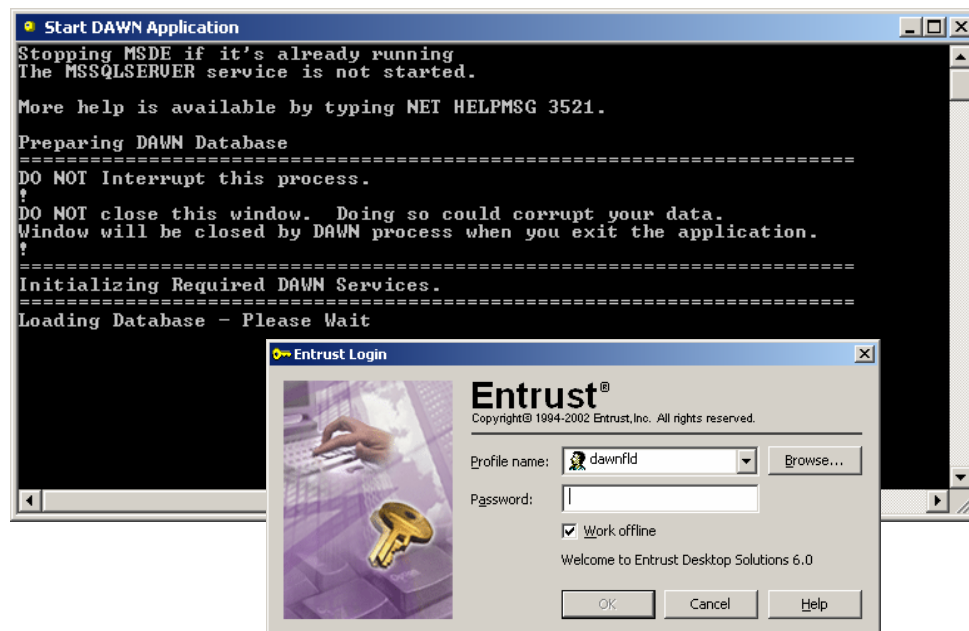 Start DAWN Application
Stopping MSDE if it's already running
The MSSQLSERVER service is not started.
More help is available by typing NET HELPMSG 3521.
Preparing DAWN Database
======================================================================
DO NOT Interrupt this process.
!
DO NOT close this window.  Doing so could corrupt your data.
Window will be closed by DAWN process when you exit the application.
!
======================================================================
Initializing Required DAWN Services.
======================================================================
Loading Database - Please Wait
Entrust Login
Entrust®
Copyright© 1994-2002 Entrust, Inc. All rights reserved.
Profile name: dawnfld Browse...
Password:
Work offline
Welcome to Entrust Desktop Solutions 6.0
OK Cancel Help